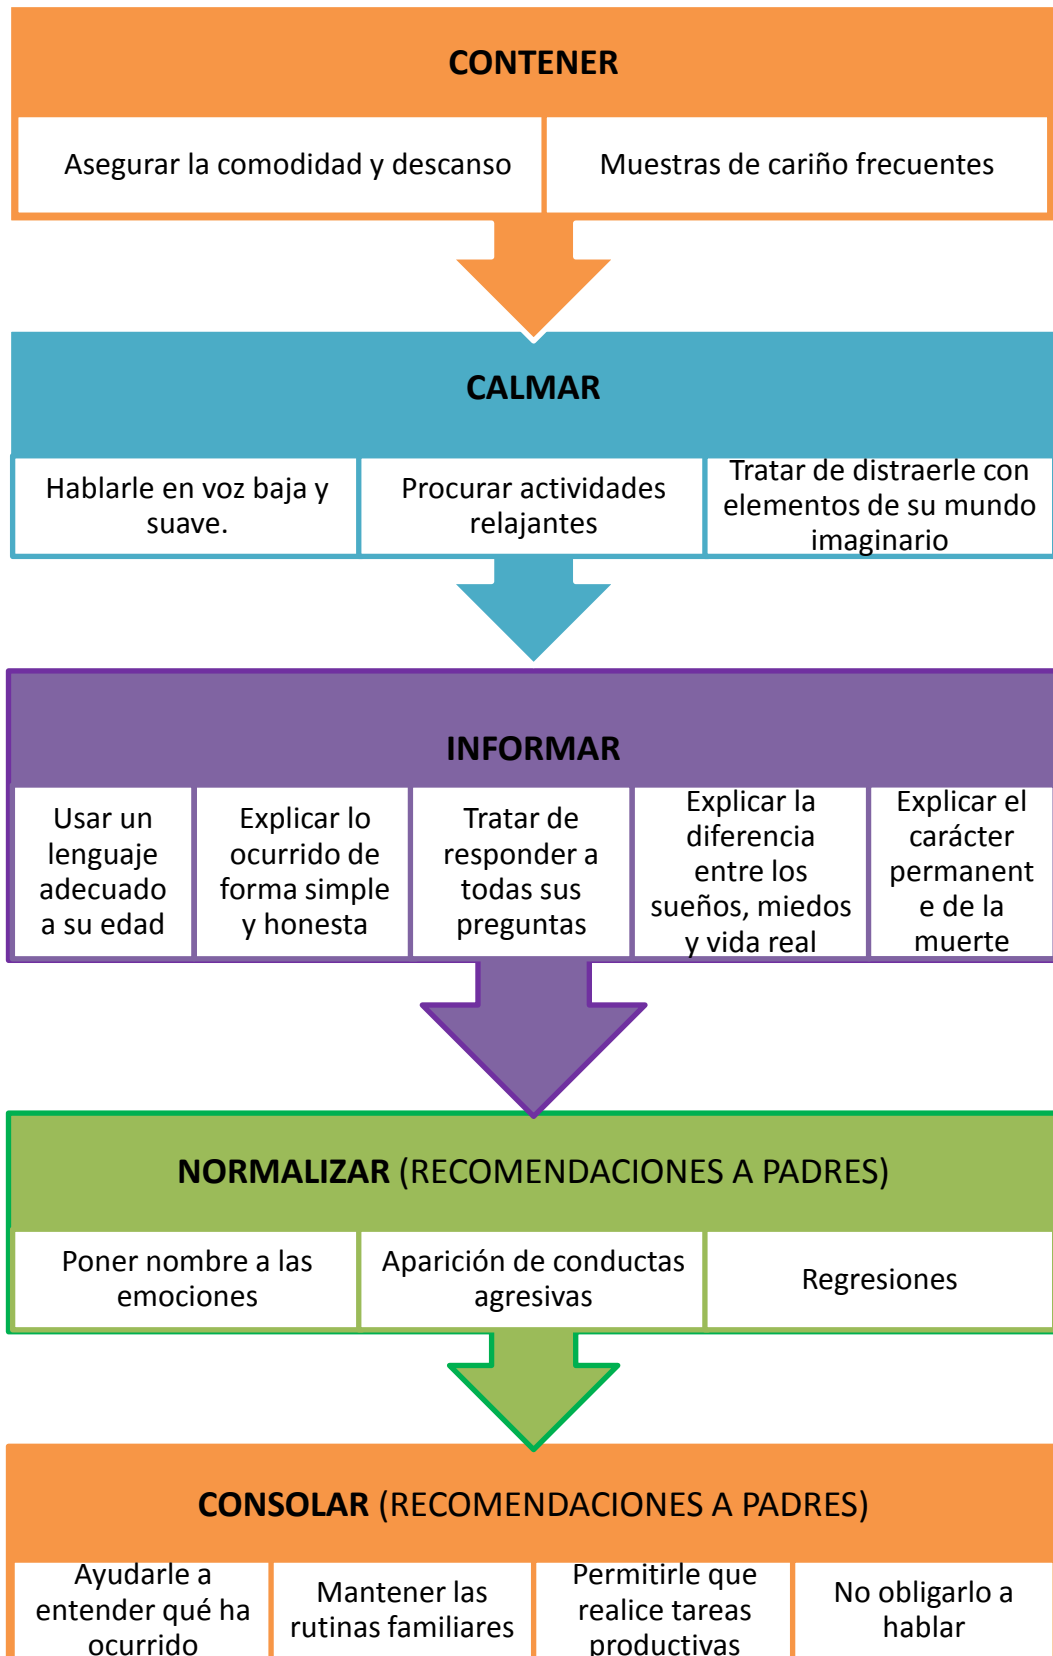 CONTENER
Asegurar la comodidad y descanso
Muestras de cariño frecuentes
CALMAR
Hablarle en voz baja y
suave.
Procurar actividades
relajantes
Tratar de distraerle con
elementos de su mundo
imaginario
INFORMAR
Usar un
lenguaje
adecuado
a su edad
Explicar lo
ocurrido de
forma simple
y honesta
Tratar de
responder a
todas sus
preguntas
Explicar la
diferencia
entre los
sueños, miedos
y vida real
Explicar el
carácter
permanent
e de la
muerte
NORMALIZAR (RECOMENDACIONES A PADRES)
Poner nombre a las
emociones
Aparición de conductas
agresivas
Regresiones
CONSOLAR (RECOMENDACIONES A PADRES)
Ayudarle a
entender qué ha
ocurrido
Mantener las
rutinas familiares
Permitirle que
realice tareas
productivas
No obligarlo a
hablar